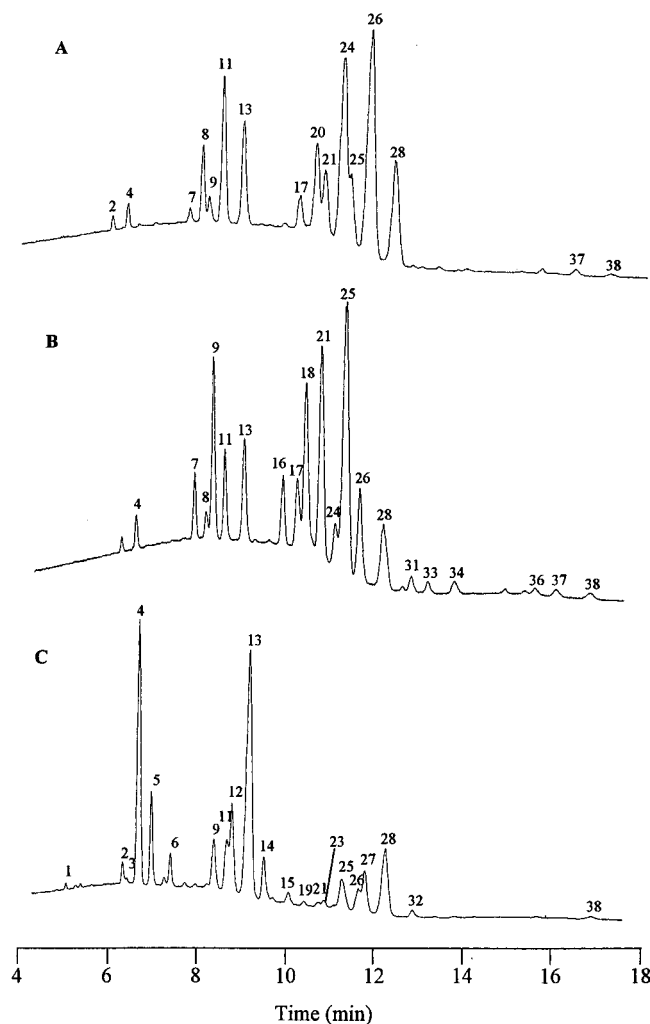 A
2 4 7 8 9 11 13 17 20 21 24 25 26 28 37 38
B
4 7 8 9 11 13 16 17 18 21 24 25 26 28 31 33 34 36 37 38
C
1 2 3 4 5 6 9 11 12 13 14 15 19 21 23 25 26 27 28 32 38
4 6 8 10 12 14 16 18
Time (min)